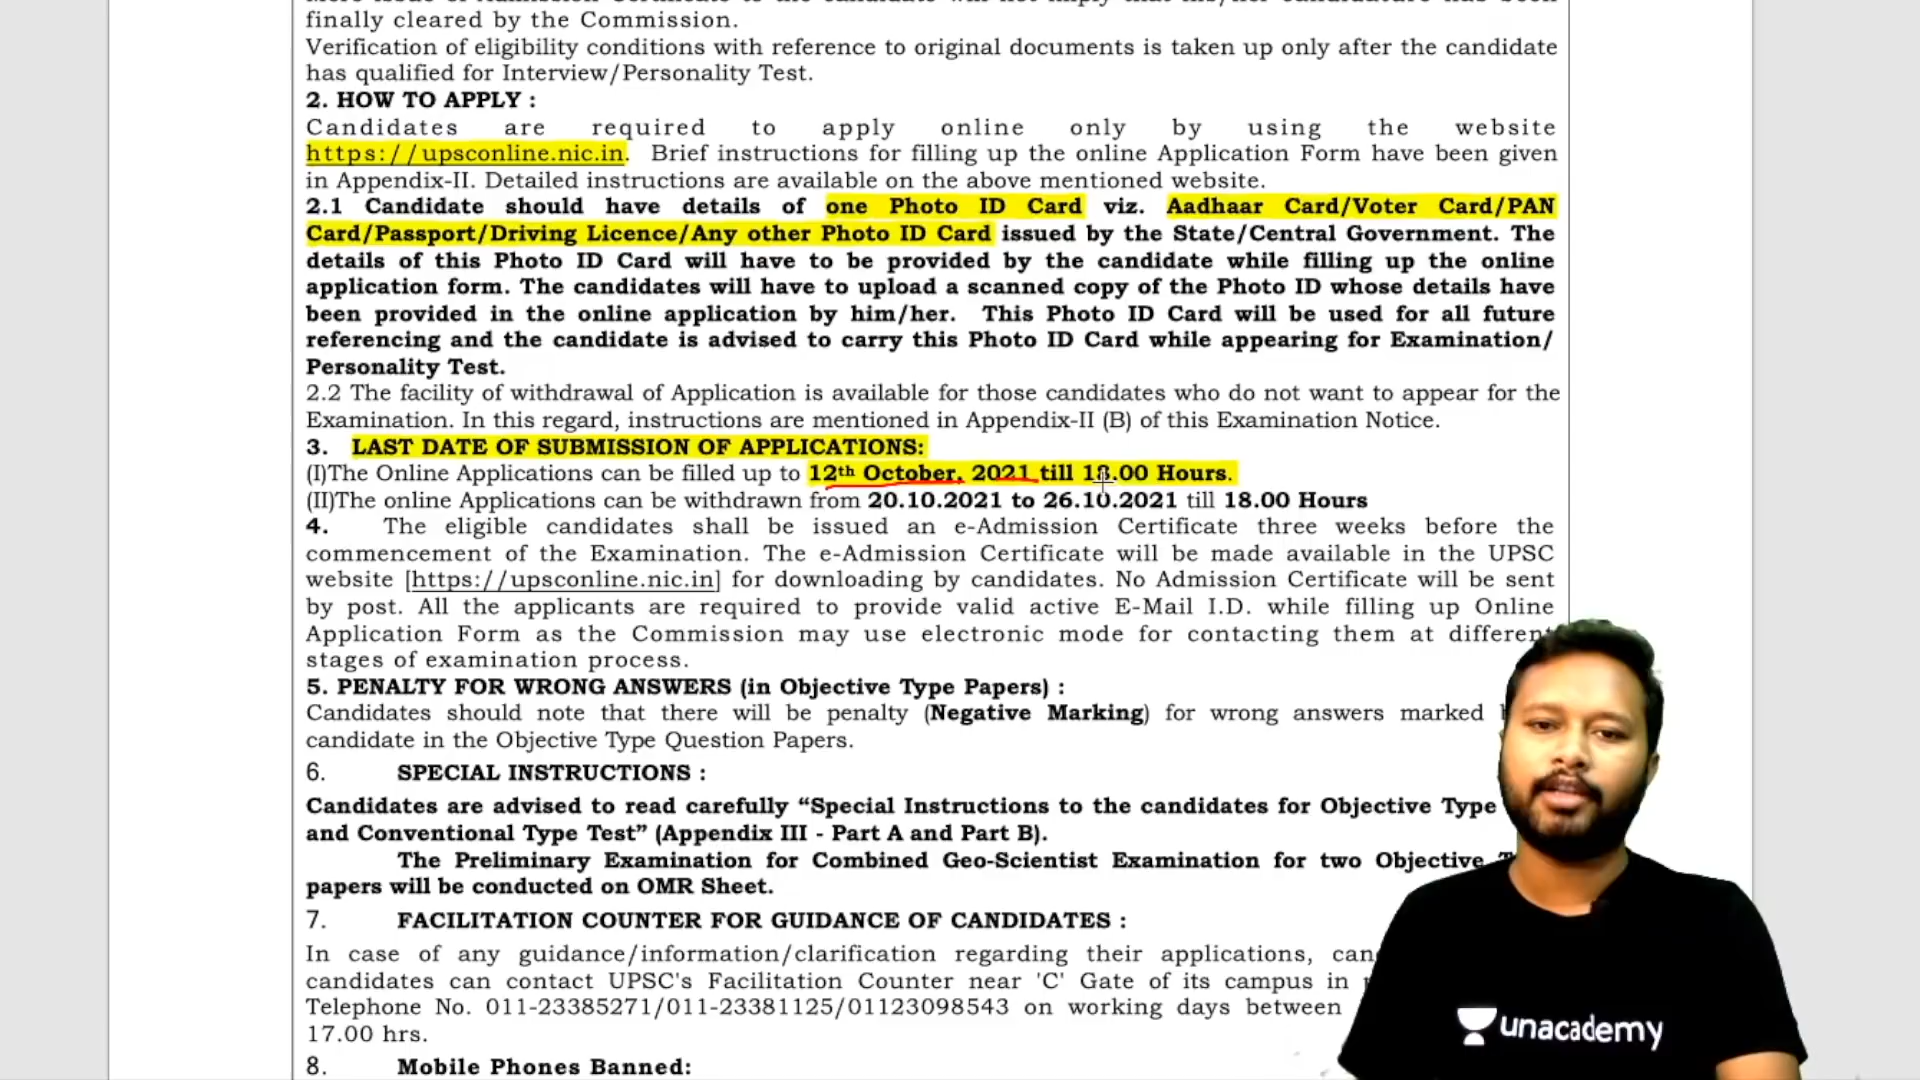 finally cleared by the Commission.
Verification of eligibility conditions with reference to original documents is taken up only after the candidate
has qualified for Interview/Personality Test.
2. HOW TO APPLY :
Candidates are required to apply online only by using the website
https://upsconline.nic.in. Brief instructions for filling up the online Application Form have been given
in Appendix-II. Detailed instructions are available on the above mentioned website.
2.1 Candidate should have details of one Photo ID Card viz. Aadhaar Card/Voter Card/PAN
Card/Passport/Driving Licence/Any other Photo ID Card issued by the State/Central Government. The
details of this Photo ID Card will have to be provided by the candidate while filling up the online
application form. The candidates will have to upload a scanned copy of the Photo ID whose details have
been provided in the online application by him/her. This Photo ID Card will be used for all future
referencing and the candidate is advised to carry this Photo ID Card while appearing for Examination/
Personality Test.
2.2 The facility of withdrawal of Application is available for those candidates who do not want to appear for the
Examination. In this regard, instructions are mentioned in Appendix-II (B) of this Examination Notice.
3. LAST DATE OF SUBMISSION OF APPLICATIONS:
(I)The Online Applications can be filled up to 12th October, 2021 till 18.00 Hours.
(II)The online Applications can be withdrawn from 20.10.2021 to 26.10.2021 till 18.00 Hours
4. The eligible candidates shall be issued an e-Admission Certificate three weeks before the
commencement of the Examination. The e-Admission Certificate will be made available in the UPSC
website [https://upsconline.nic.in] for downloading by candidates. No Admission Certificate will be sent
by post. All the applicants are required to provide valid active E-Mail I.D. while filling up Online
Application Form as the Commission may use electronic mode for contacting them at different
stages of examination process.
5. PENALTY FOR WRONG ANSWERS (in Objective Type Papers) :
Candidates should note that there will be penalty (Negative Marking) for wrong answers marked
candidate in the Objective Type Question Papers.
6. SPECIAL INSTRUCTIONS :
Candidates are advised to read carefully “Special Instructions to the candidates for Objective Type
and Conventional Type Test” (Appendix III - Part A and Part B).
The Preliminary Examination for Combined Geo-Scientist Examination for two Objective
papers will be conducted on OMR Sheet.
7. FACILITATION COUNTER FOR GUIDANCE OF CANDIDATES :
In case of any guidance/information/clarification regarding their applications,
candidates can contact UPSC's Facilitation Counter near 'C' Gate of its campus in
Telephone No. 011-23385271/011-23381125/01123098543 on working days between
17.00 hrs.
8. Mobile Phones Banned:
unacademy